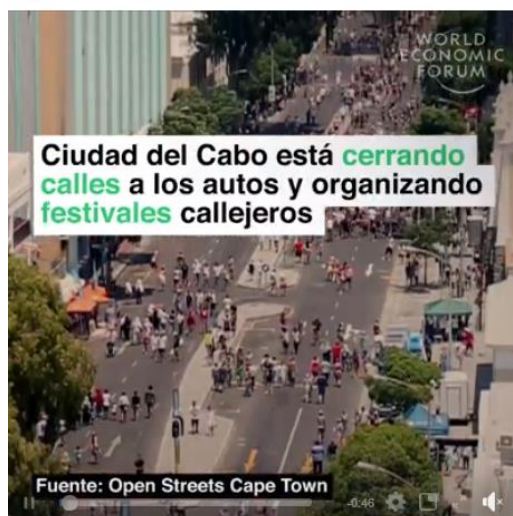 WORLD
ECONOMIC
FORUM
Ciudad del Cabo está cerrando
calles a los autos y organizando
festivales callejeros
Fuente: Open Streets Cape Town
-0:46